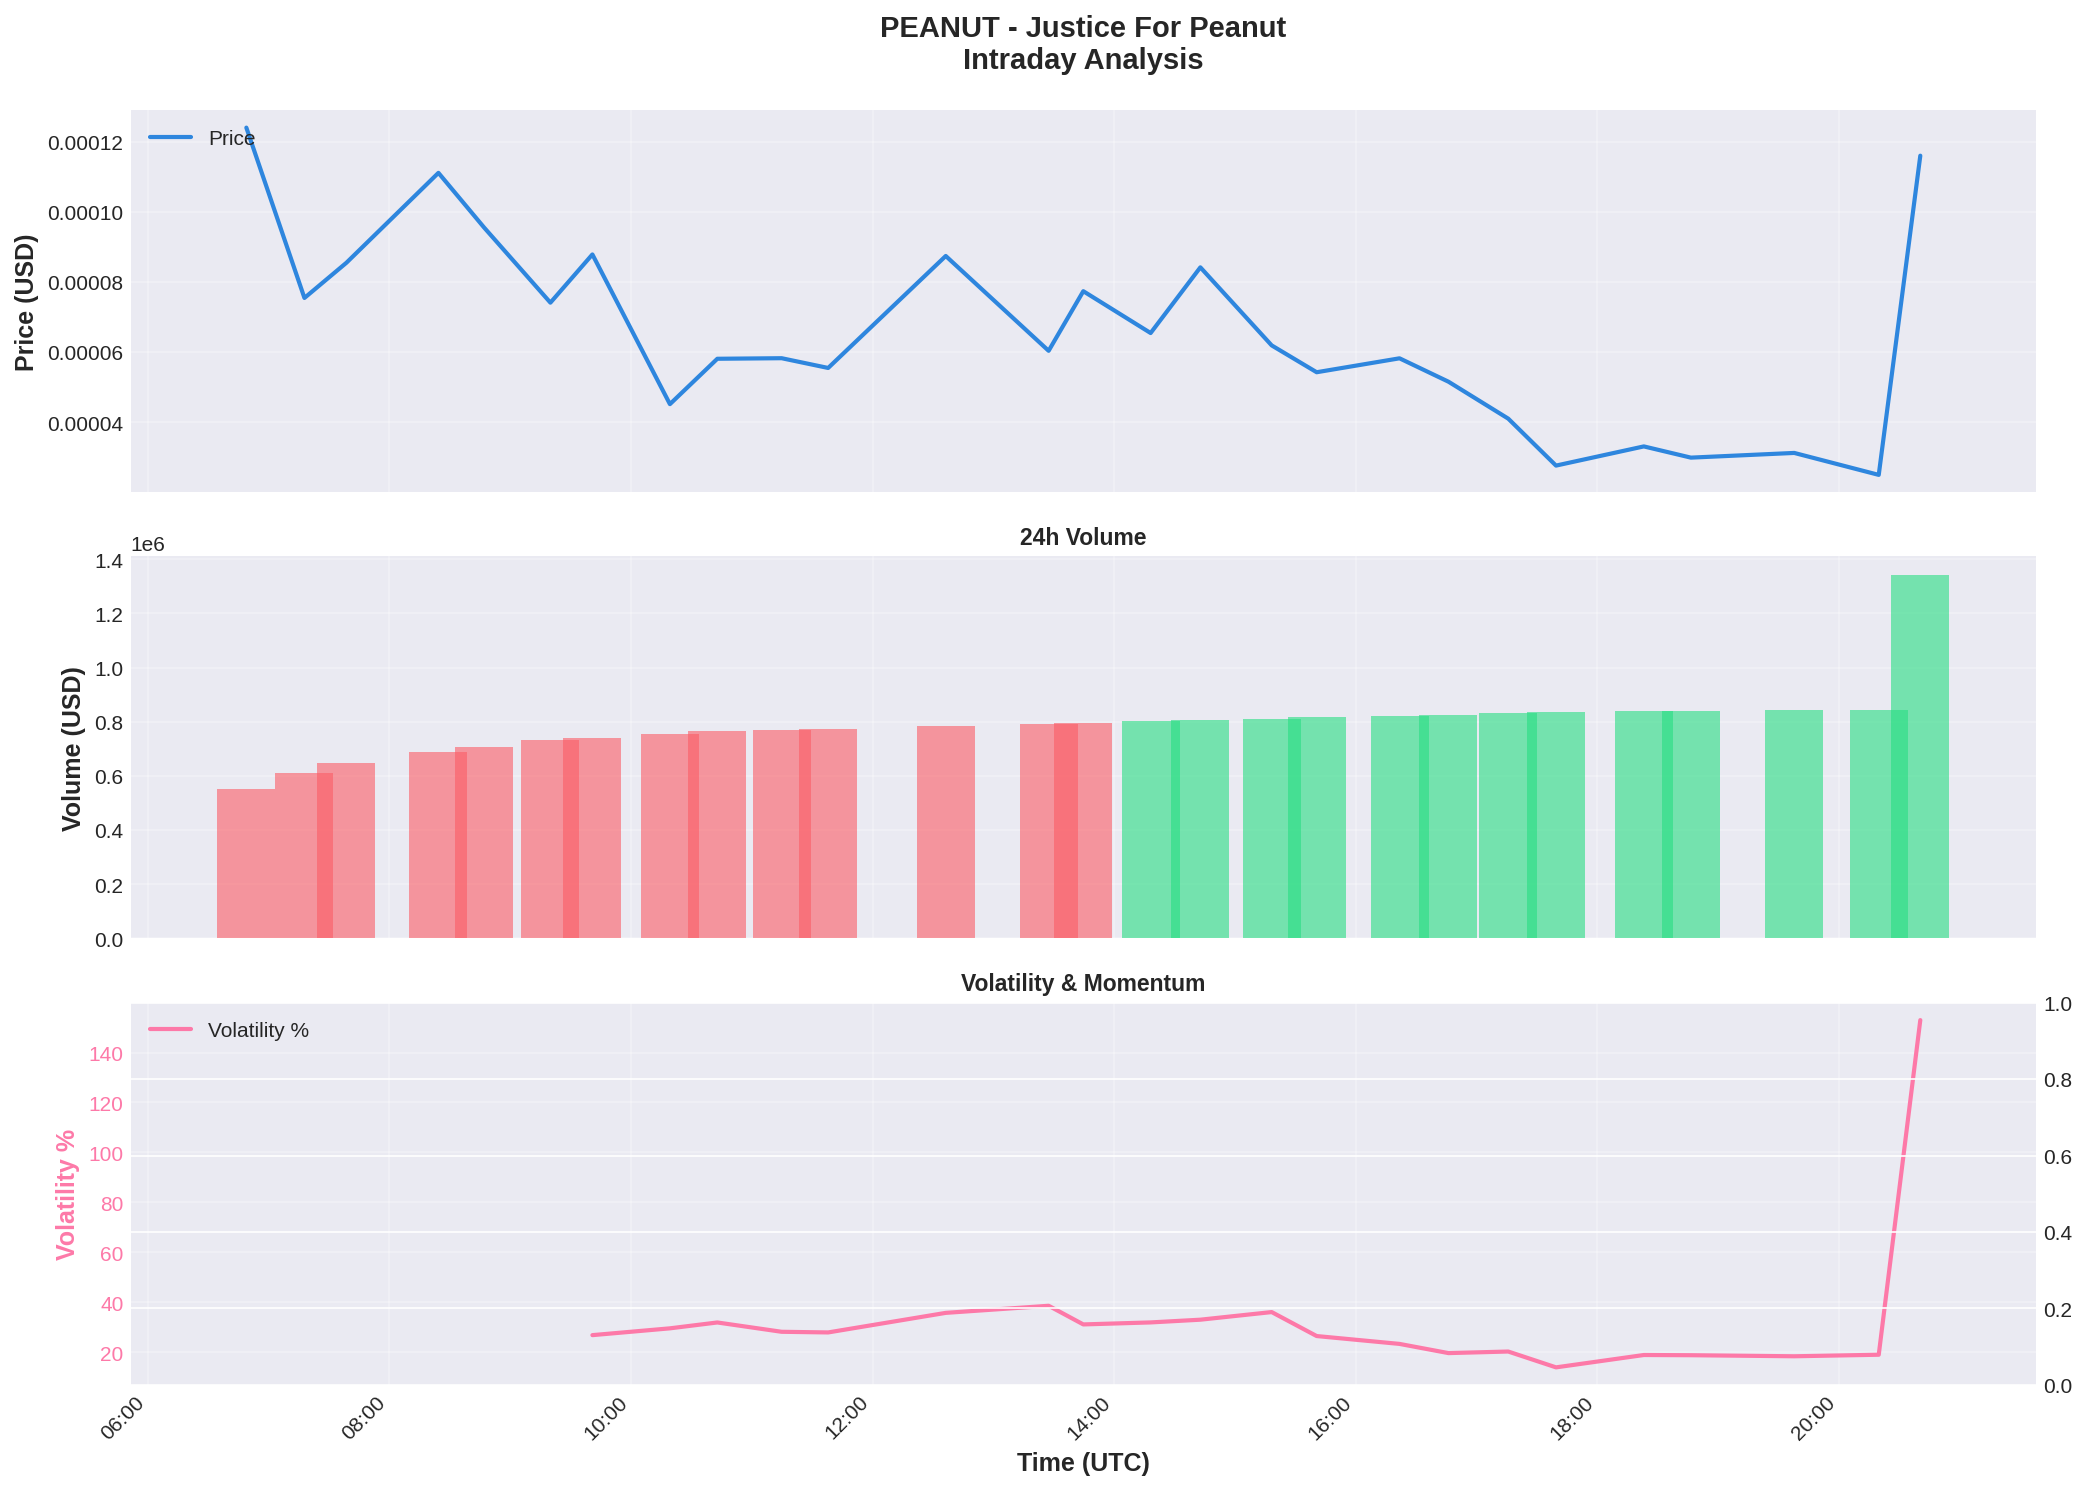 PEANUT - Justice For Peanut
Intraday Analysis
Price
0.00012
0.00010
0.00008
0.00006
0.00004
Price (USD)
24h Volume
1e6
1.4
1.2
1.0
0.8
0.6
0.4
0.2
0.0
Volume (USD)
Volatility & Momentum
Volatility %
140
120
100
80
60
40
20
Volatility %
1.0
0.8
0.6
0.4
0.2
0.0
06:00 08:00 10:00 12:00 14:00 16:00 18:00 20:00
Time (UTC)